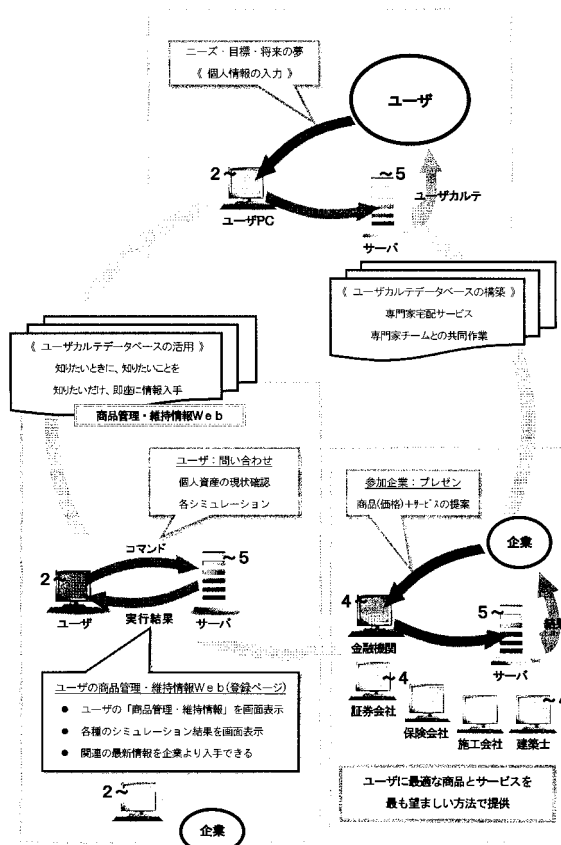 ニーズ・目標・将来の夢
《 個人情報の入力 》
ユーザ
2～
～5
ユーザPC
サーバ
ユーザカルテ
《 ユーザカルテデータベースの構築 》
専門家宅配サービス
専門家チームとの共同作業
《 ユーザカルテデータベースの活用 》
知りたいときに、知りたいことを
知りたいだけ、即座に情報入手
商品管理・維持情報Ｗｅｂ
ユーザ：問い合わせ
個人資産の現状確認
各シミュレーション
コマンド
2～
～5
ユーザ
実行結果
サーバ
参加企業：プレゼン
商品(価格)＋サービスの提案
企業
4～
5～
金融機関
サーバ
結果
～4
証券会社
保険会社
施工会社
建築士
ユーザの商品管理・維持情報Ｗｅｂ(登録ページ)
● ユーザの「商品管理・維持情報」を画面表示
● 各種のシミュレーション結果を画面表示
● 関連の最新情報を企業より入手できる
2～
企業
ユーザに最適な商品とサービスを
最も望ましい方法で提供